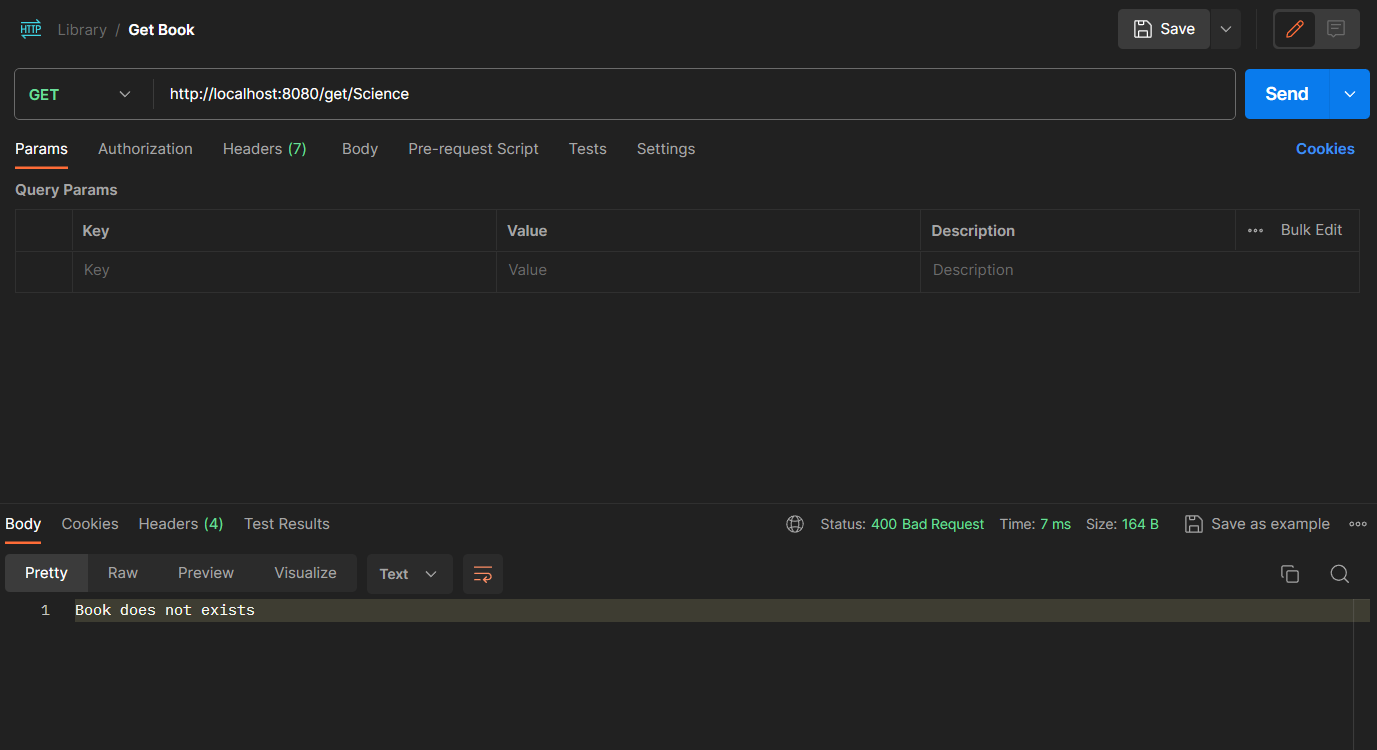 HTTP Library / Get Book Save
GET http://localhost:8080/get/Science Send
Params Authorization Headers (7) Body Pre-request Script Tests Settings Cookies
Query Params
Key Value Description Bulk Edit
Key Value Description
Body Cookies Headers (4) Test Results Status: 400 Bad Request Time: 7 ms Size: 164 B Save as example
Pretty Raw Preview Visualize Text
1 Book does not exists